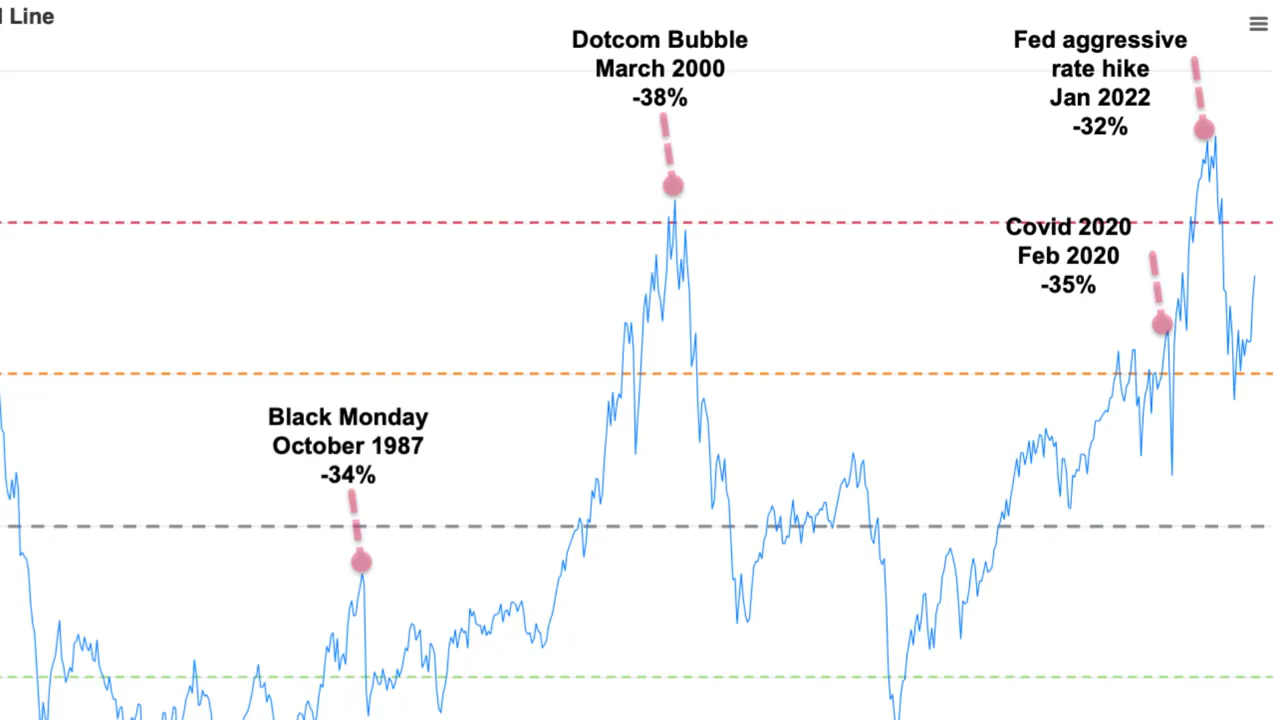 Line
Dotcom Bubble
March 2000
-38%
Fed aggressive
rate hike
Jan 2022
-32%
Covid 2020
Feb 2020
-35%
Black Monday
October 1987
-34%